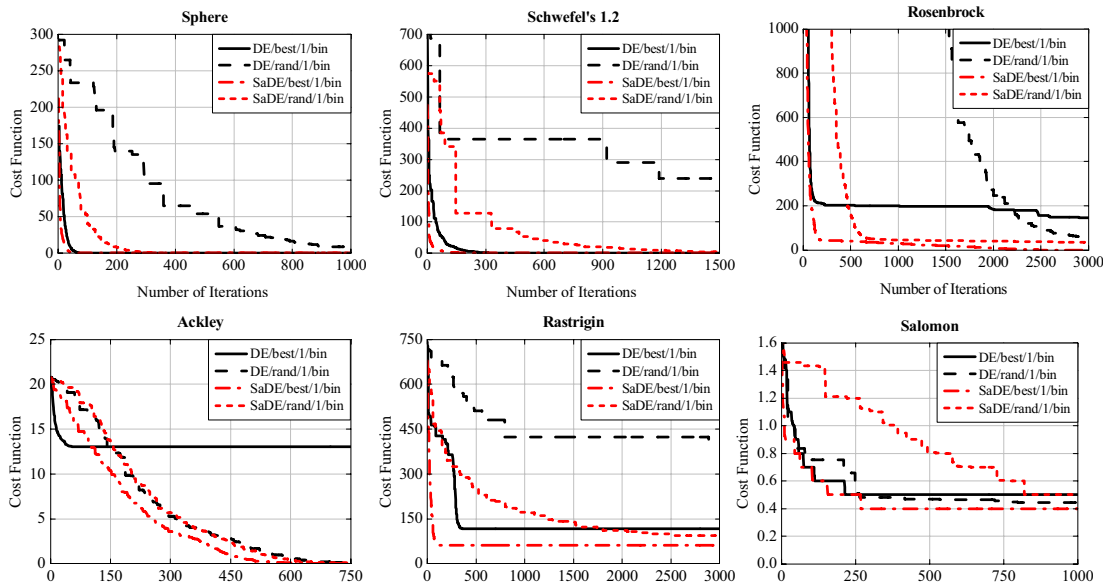 Sphere
300
250
200
150
100
50
0
0 200 400 600 800 1000
Cost Function
Number of Iterations
DE/best/1/bin
DE/rand/1/bin
SaDE/best/1/bin
SaDE/rand/1/bin
Schwefel's 1.2
700
600
500
400
300
200
100
0
0 300 600 900 1200 1500
Cost Function
Number of Iterations
DE/best/1/bin
DE/rand/1/bin
SaDE/best/1/bin
SaDE/rand/1/bin
Rosenbrock
1000
800
600
400
200
0
0 500 1000 1500 2000 2500 3000
Cost Function
Number of Iterations
DE/best/1/bin
DE/rand/1/bin
SaDE/best/1/bin
SaDE/rand/1/bin
Ackley
25
20
15
10
5
0
0 150 300 450 600 750
Cost Function
DE/best/1/bin
DE/rand/1/bin
SaDE/best/1/bin
SaDE/rand/1/bin
Rastrigin
750
600
450
300
150
0
0 500 1000 1500 2000 2500 3000
Cost Function
DE/best/1/bin
DE/rand/1/bin
SaDE/best/1/bin
SaDE/rand/1/bin
Salomon
1.6
1.4
1.2
1.0
0.8
0.6
0.4
0.2
0.0
0 250 500 750 1000
Cost Function
DE/best/1/bin
DE/rand/1/bin
SaDE/best/1/bin
SaDE/rand/1/bin